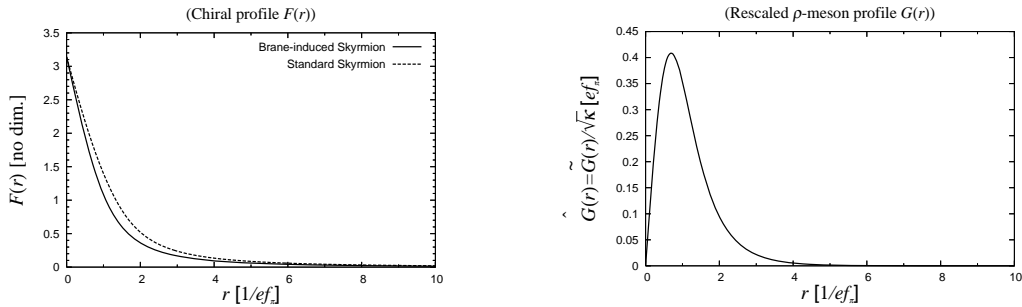 (Chiral profile F(r))
3.5
3
2.5
2
1.5
1
0.5
0
F(r) [no dim.]
Brane-induced Skyrmion
Standard Skyrmion
0 2 4 6 8 10
r [1/efπ]
(Rescaled ρ-meson profile G(r))
0.45
0.4
0.35
0.3
0.25
0.2
0.15
0.1
0.05
0
Ĝ(r)=G̃(r)/√κ [efπ]
0 2 4 6 8 10
r [1/efπ]